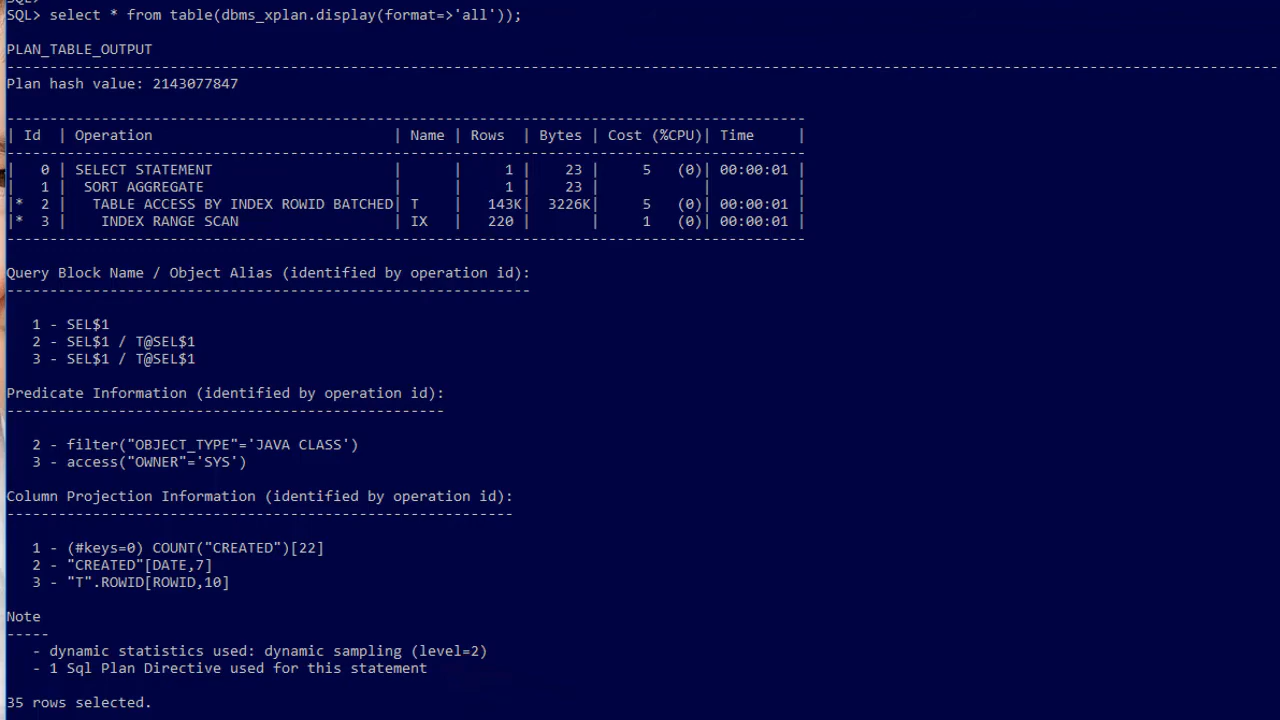 SQL> select * from table(dbms_xplan.display(format=>'all'));
PLAN_TABLE_OUTPUT
----------------------------------------------------------------------------------------------------------------------------------------------------
Plan hash value: 2143077847
---------------------------------------------------------------------------------------------
| Id  | Operation                            | Name | Rows  | Bytes | Cost (%CPU)| Time     |
---------------------------------------------------------------------------------------------
|   0 | SELECT STATEMENT                     |      |     1 |    23 |     5   (0)| 00:00:01 |
|   1 |  SORT AGGREGATE                      |      |     1 |    23 |            |          |
|*  2 |   TABLE ACCESS BY INDEX ROWID BATCHED| T    |   143K|  3226K|     5   (0)| 00:00:01 |
|*  3 |    INDEX RANGE SCAN                  | IX   |   220 |       |     1   (0)| 00:00:01 |
---------------------------------------------------------------------------------------------
Query Block Name / Object Alias (identified by operation id):
-------------------------------------------------------------
1 - SEL$1
2 - SEL$1 / T@SEL$1
3 - SEL$1 / T@SEL$1
Predicate Information (identified by operation id):
---------------------------------------------------
2 - filter("OBJECT_TYPE"='JAVA CLASS')
3 - access("OWNER"='SYS')
Column Projection Information (identified by operation id):
-----------------------------------------------------------
1 - (#keys=0) COUNT("CREATED")[22]
2 - "CREATED"[DATE,7]
3 - "T".ROWID[ROWID,10]
Note
-----
- dynamic statistics used: dynamic sampling (level=2)
- 1 Sql Plan Directive used for this statement
35 rows selected.